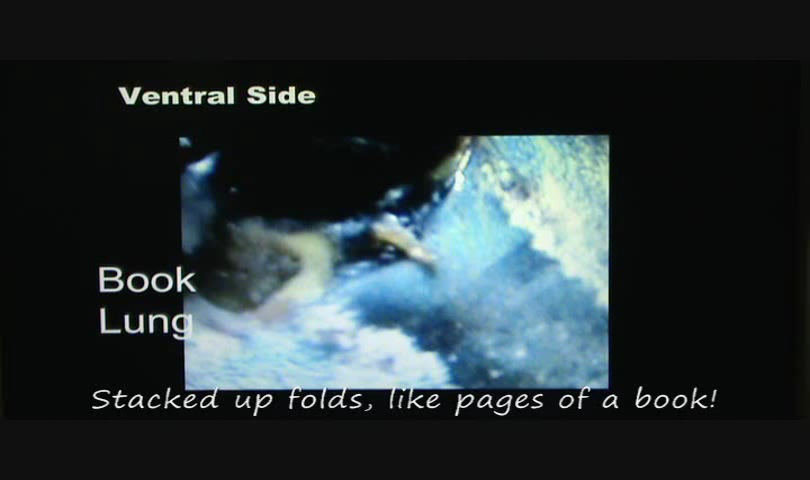 Ventral Side
Book
Lung
Stacked up folds, like pages of a book!